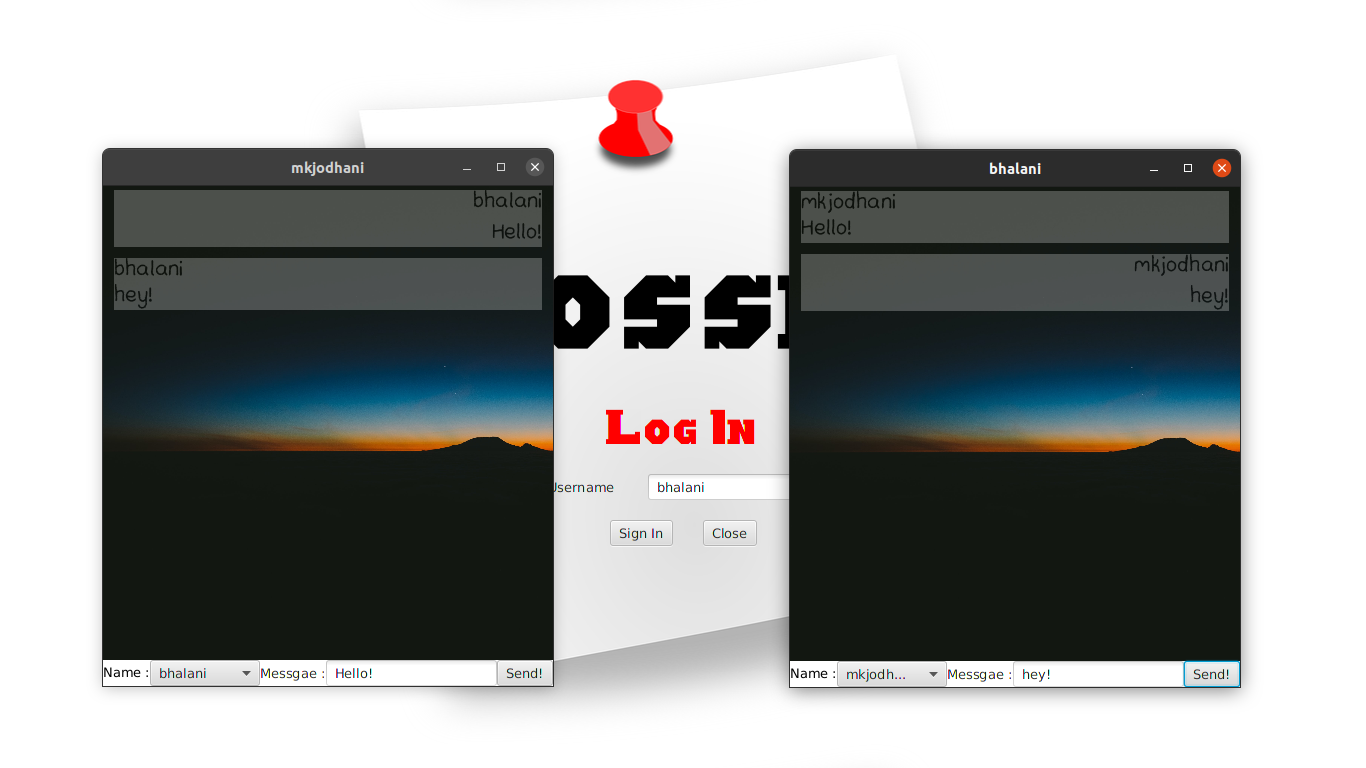 mkjodhani
bhalani
Hello!
bhalani
hey!
Name :
bhalani
Messgae :
Hello!
Send!
OSS
Log In
Username
bhalani
Sign In
Close
bhalani
mkjodhani
Hello!
mkjodhani
hey!
Name :
mkjodh...
Messgae :
hey!
Send!